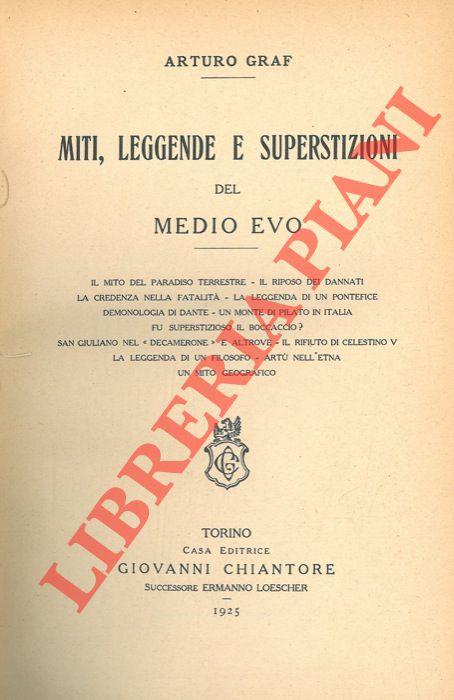 ARTURO GRAF
MITI, LEGGENDE E SUPERSTIZIONI
DEL
MEDIO EVO
IL MITO DEL PARADISO TERRESTRE - IL RIPOSO DEI DANNATI
LA CREDENZA NELLA FATALITÀ - LA LEGGENDA DI UN PONTEFICE
DEMONOLOGIA DI DANTE - UN MONTE DI PILATO IN ITALIA
FU SUPERSTIZIOSO IL BOCCACCIO?
SAN GIULIANO NEL « DECAMERONE » E ALTROVE - IL RIFIUTO DI CELESTINO V
LA LEGGENDA DI UN FILOSOFO - ARTÙ NELL'ETNA
UN MITO GEOGRAFICO
TORINO
CASA EDITRICE
GIOVANNI CHIANTORE
SUCCESSORE ERMANNO LOESCHER
1925
LIBRERIA PIANI